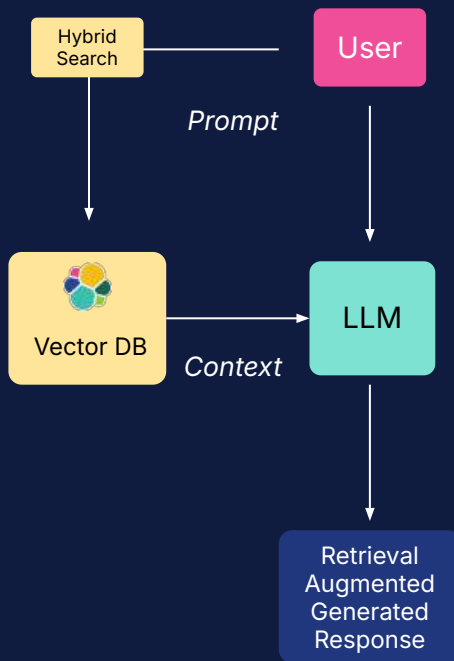 Hybrid
Search
User
Prompt
Vector DB
LLM
Context
Retrieval
Augmented
Generated
Response